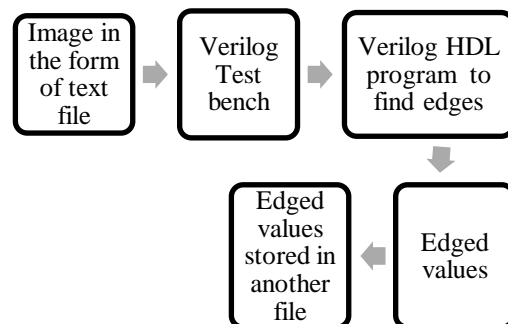 Image in
the form
of text
file
Verilog
Test
bench
Verilog HDL
program to
find edges
Edged
values
Edged
values
stored in
another
file